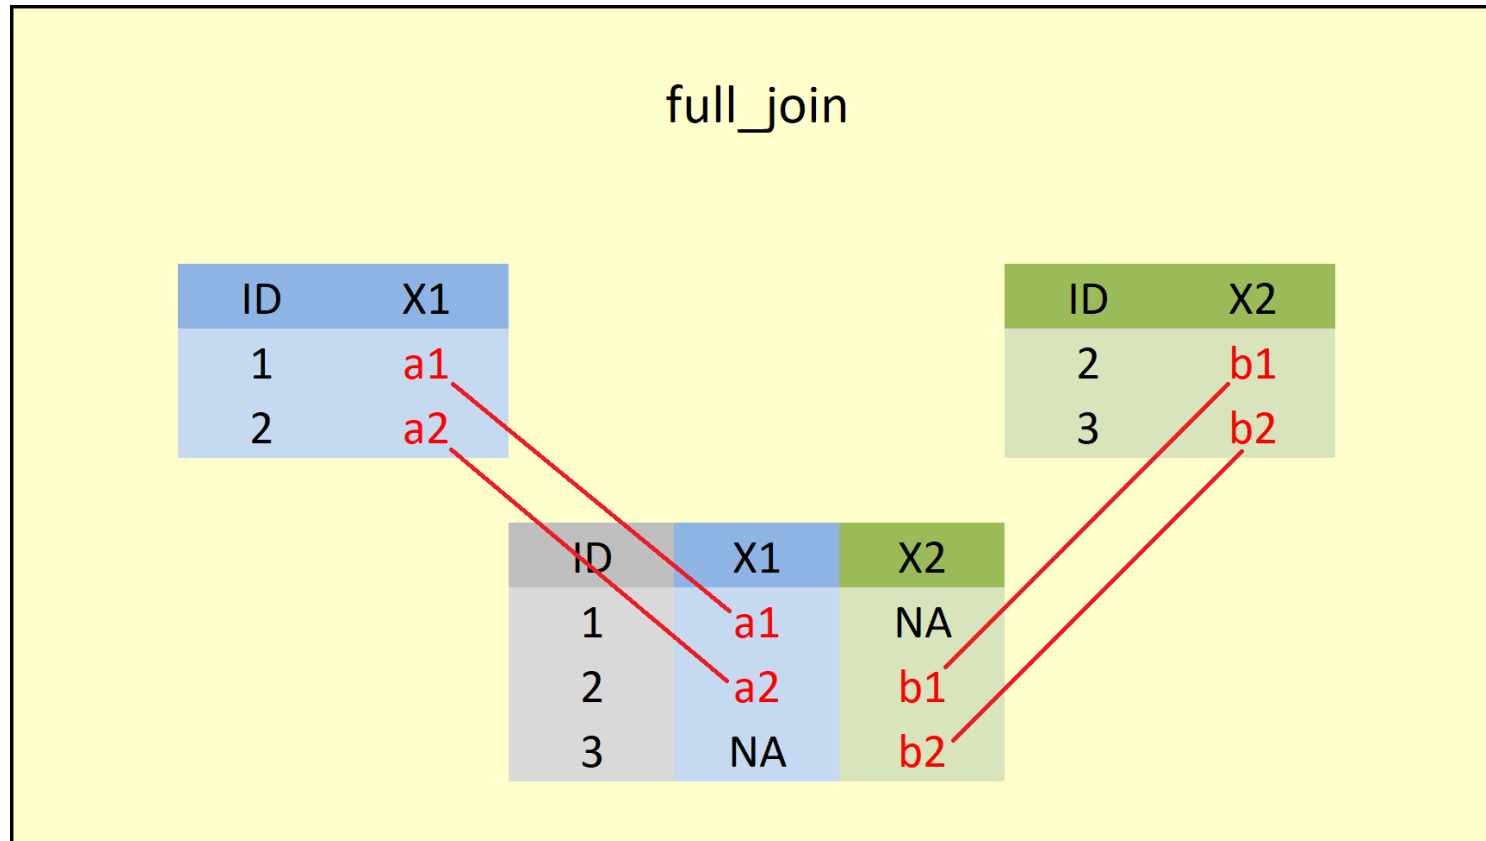 full_join
ID X1
1 a1
2 a2
ID X2
2 b1
3 b2
ID X1 X2
1 a1 NA
2 a2 b1
3 NA b2